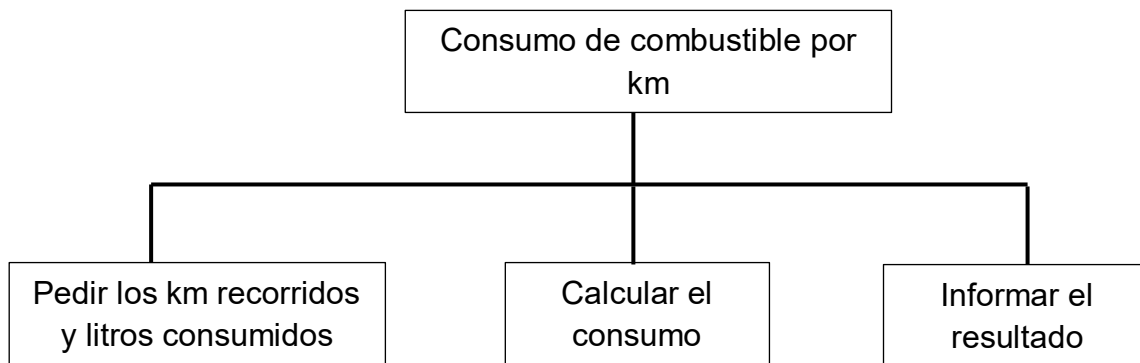 Consumo de combustible por
km
Pedir los km recorridos
y litros consumidos
Calcular el
consumo
Informar el
resultado